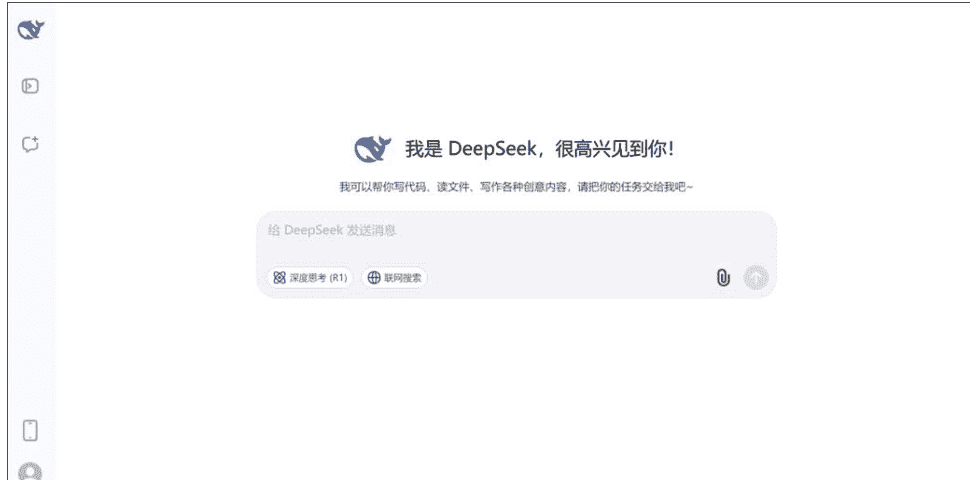 我是 DeepSeek，很高兴见到你！
我可以帮你写代码、读文件、写作各种创意内容，请把你的任务交给我吧~
给 DeepSeek 发送消息
深度思考 (R1) 联网搜索